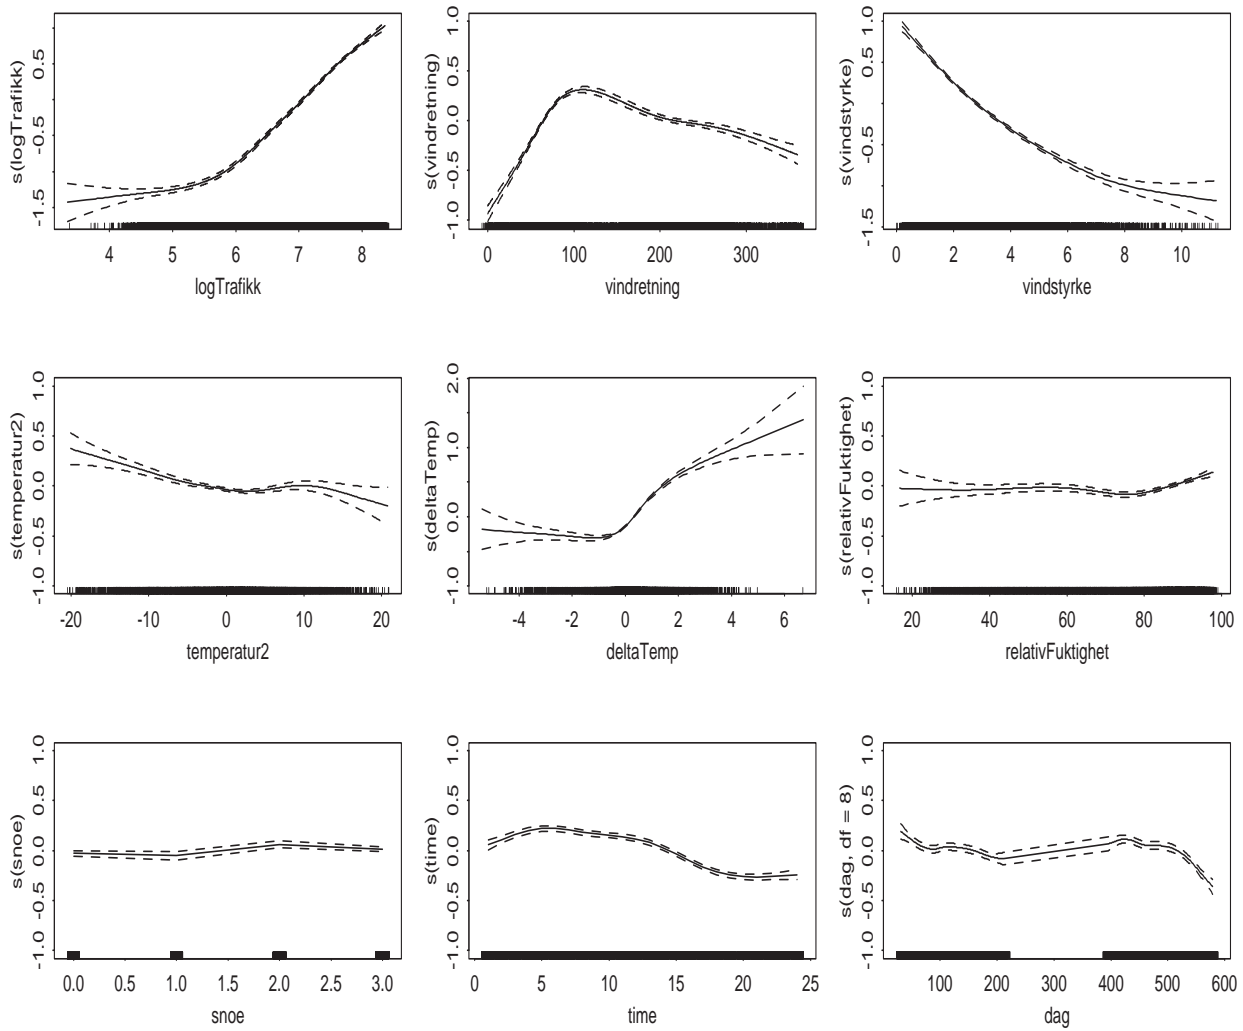 s(logTrafikk)
-1.5 -0.5 0.5
4 5 6 7 8
logTrafikk
s(vindretning)
-1.0 -0.5 0.0 0.5 1.0
0 100 200 300
vindretning
s(vindstyrke)
-1.5 -0.5 1.0
0 2 4 6 8 10
vindstyrke
s(temperatur2)
-1.0 -0.5 0.0 0.5 1.0
-20 -10 0 10 20
temperatur2
s(deltaTemp)
-1.0 0.0 1.0 2.0
-4 -2 0 2 4 6
deltaTemp
s(relativFuktighet)
-1.0 -0.5 0.0 0.5 1.0
20 40 60 80 100
relativFuktighet
s(snoe)
-1.0 -0.5 0.0 0.5 1.0
0.0 0.5 1.0 1.5 2.0 2.5 3.0
snoe
s(time)
-1.0 -0.5 0.0 0.5 1.0
0 5 10 15 20 25
time
s(dag, df = 8)
-1.0 -0.5 0.0 0.5 1.0
100 200 300 400 500 600
dag